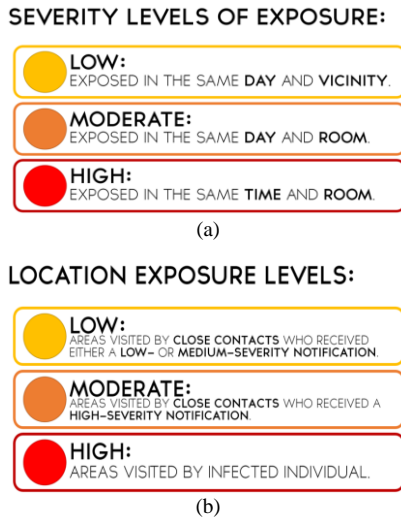 SEVERITY LEVELS OF EXPOSURE:
LOW:
EXPOSED IN THE SAME DAY AND VICINITY.
MODERATE:
EXPOSED IN THE SAME DAY AND ROOM.
HIGH:
EXPOSED IN THE SAME TIME AND ROOM.
(a)
LOCATION EXPOSURE LEVELS:
LOW:
AREAS VISITED BY CLOSE CONTACTS WHO RECEIVED
EITHER A LOW- OR MEDIUM-SEVERITY NOTIFICATION.
MODERATE:
AREAS VISITED BY CLOSE CONTACTS WHO RECEIVED A
HIGH-SEVERITY NOTIFICATION.
HIGH:
AREAS VISITED BY INFECTED INDIVIDUAL.
(b)